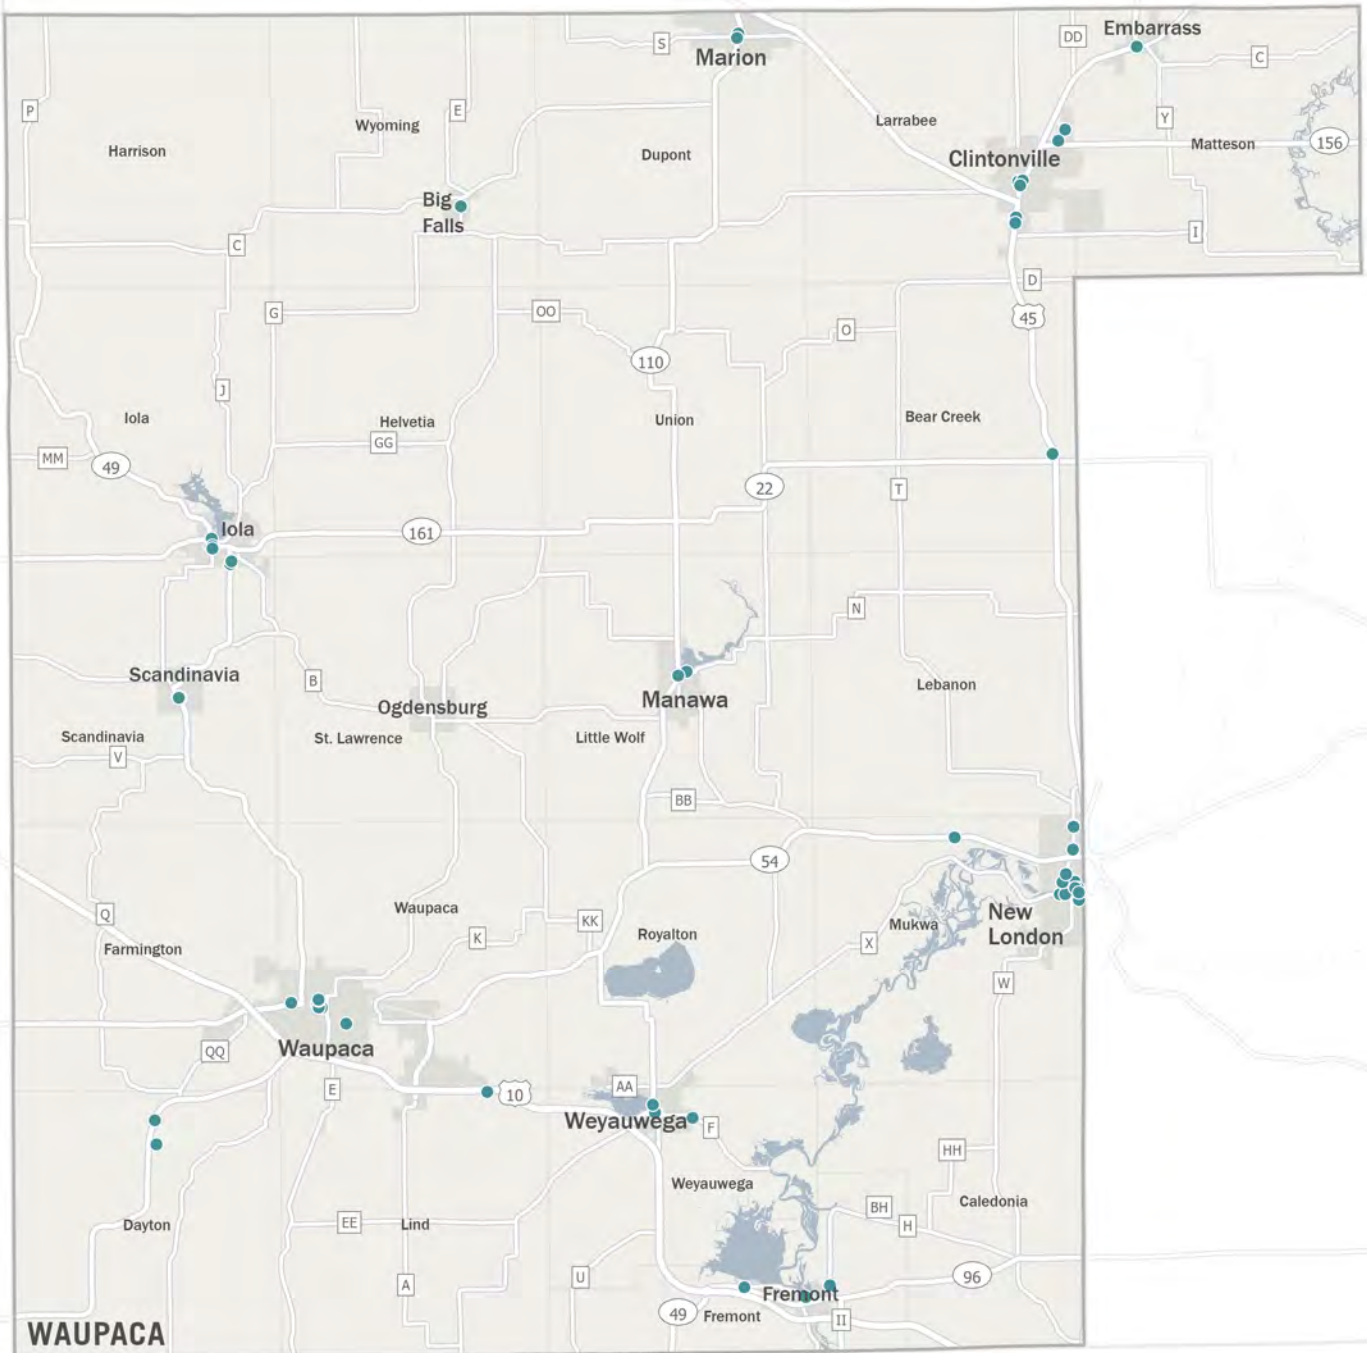 Embarrass
DD
S
Marion
C
P
E
Wyoming
Larrabee
Y
Harrison
Dupont
Matteson
156
Clintonville
Big
Falls
C
I
D
G
OO
45
O
110
J
Iola
Helvetia
Union
Bear Creek
GG
MM
49
22
T
Iola
161
N
Scandinavia
B
Manawa
Lebanon
Ogdensburg
Scandinavia
St. Lawrence
Little Wolf
V
BB
54
Q
Waupaca
KK
New
London
Mukwa
Farmington
K
Royalton
X
W
QQ
Waupaca
E
10
AA
Weyauwega
F
HH
Weyauwega
Caledonia
BH
Dayton
EE
Lind
H
U
A
96
Fremont
49
Fremont
II
WAUPACA